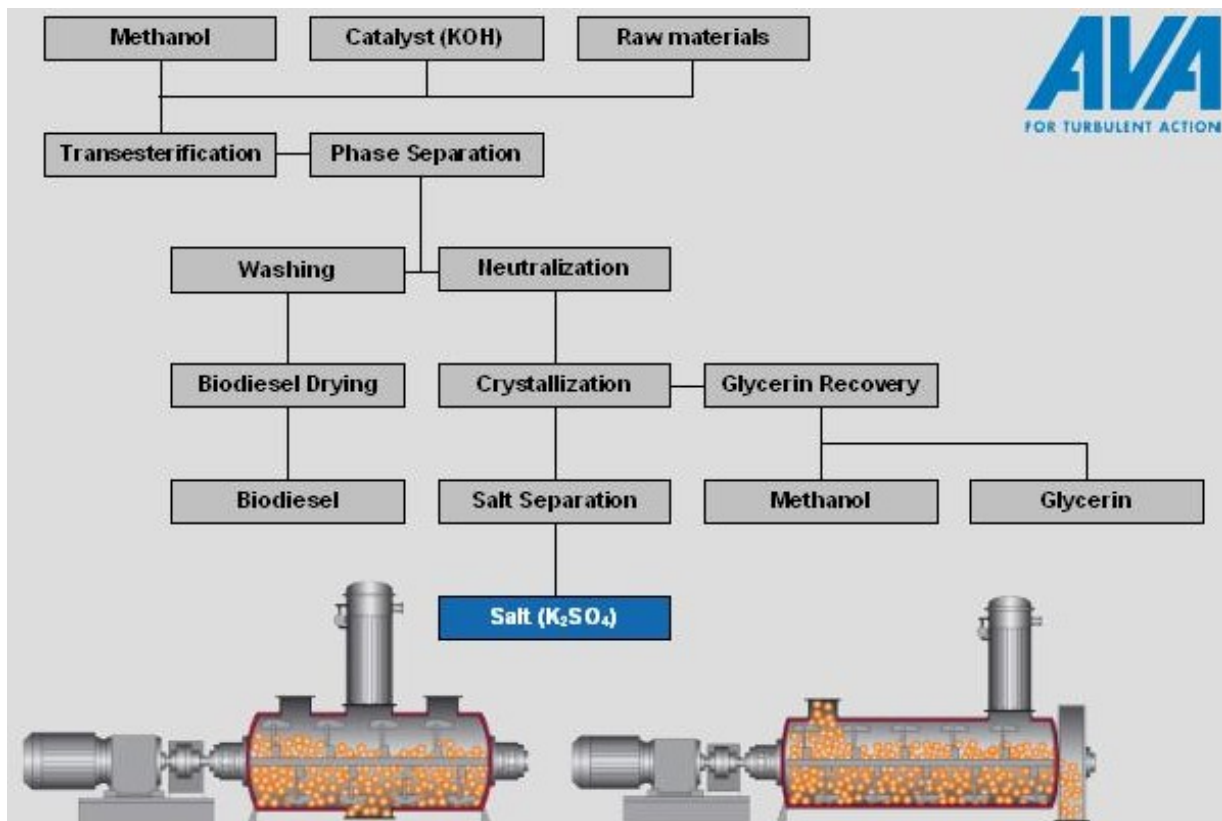 Methanol
Catalyst (KOH)
Raw materials
AVA
FOR TURBULENT ACTION
Transesterification
Phase Separation
Washing
Neutralization
Biodiesel Drying
Crystallization
Glycerin Recovery
Biodiesel
Salt Separation
Methanol
Glycerin
Salt (K₂SO₄)